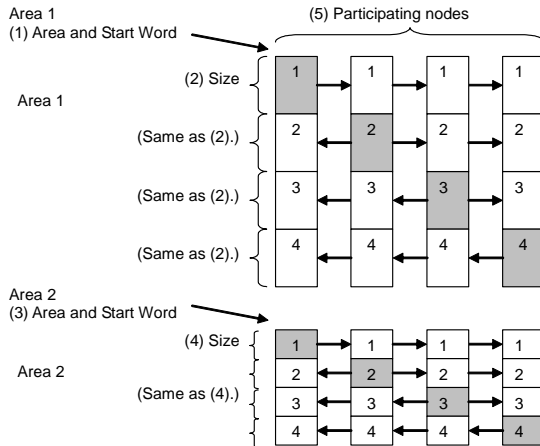 Area 1
(1) Area and Start Word
(5) Participating nodes
(2) Size
1 1 1 1
Area 1
(Same as (2).)
2 2 2 2
(Same as (2).)
3 3 3 3
(Same as (2).)
4 4 4 4
Area 2
(3) Area and Start Word
(4) Size
1 1 1 1
Area 2
2 2 2 2
(Same as (4).)
3 3 3 3
4 4 4 4